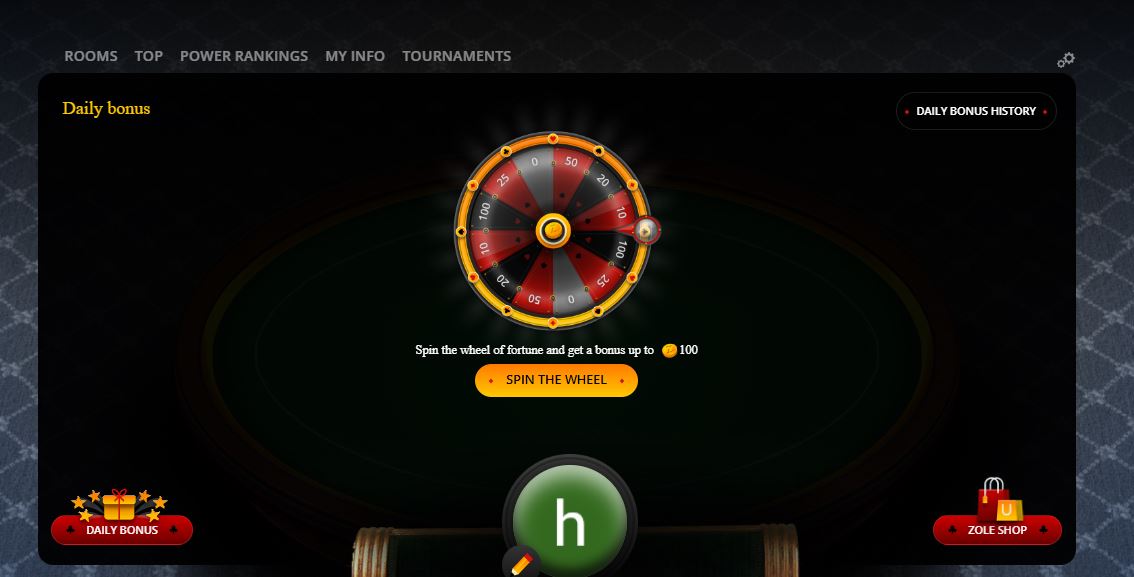 ROOMS TOP POWER RANKINGS MY INFO TOURNAMENTS
Daily bonus
DAILY BONUS HISTORY
0 50 20 10 100 25 0 50 20 10 100 25
Spin the wheel of fortune and get a bonus up to 100
SPIN THE WHEEL
h
DAILY BONUS
U
ZOLE SHOP